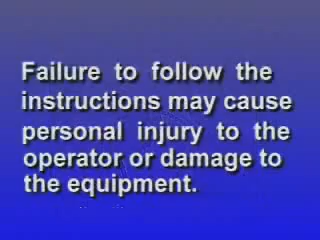 Failure to follow the
instructions may cause
personal injury to the
operator or damage to
the equipment.